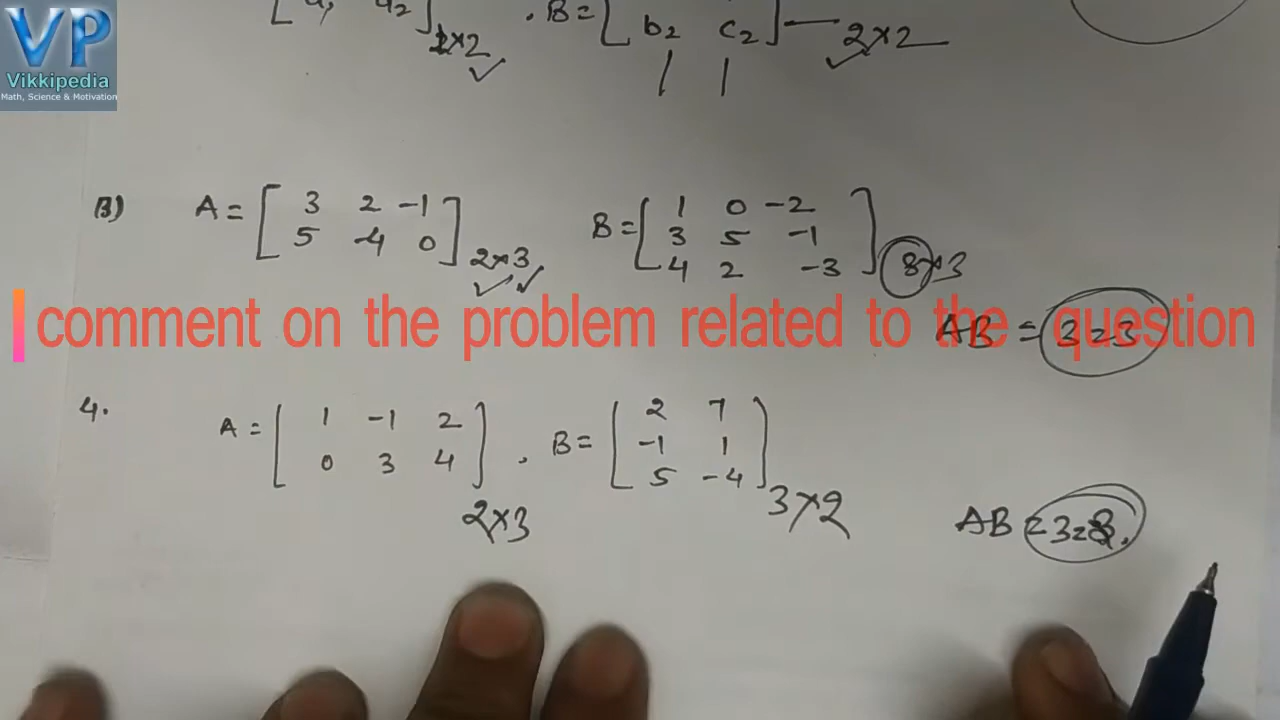 VP
Vikkipedia
Math, Science & Motivation
2×2 . B = [ b2 c2 ] — 2×2
B) A = [ 3 2 -1
5 -4 0 ] 2×3
B = [ 1 0 -2
3 5 -1
4 2 -3 ] 3×3
comment on the problem related to the question
AB = 3=3
4. A = [ 1 -1 2
0 3 4 ] 2×3
. B = [ 2 7
-1 1
5 -4 ] 3×2
AB = 3=3.